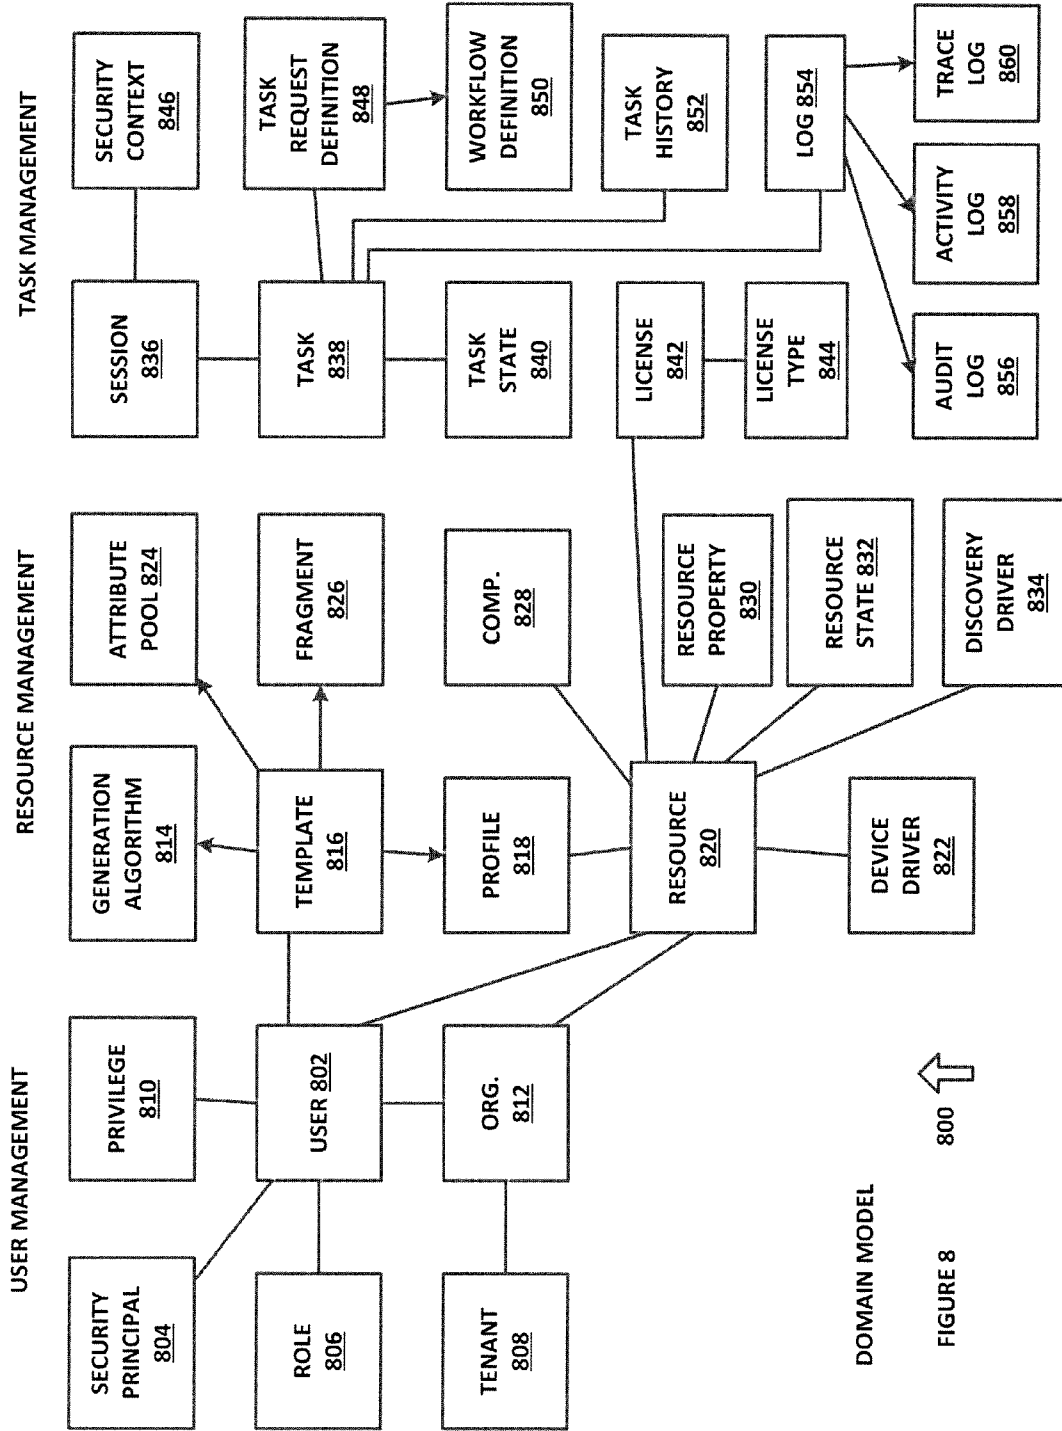 USER MANAGEMENT
RESOURCE MANAGEMENT
TASK MANAGEMENT
SECURITY
PRINCIPAL
804
PRIVILEGE
810
GENERATION
ALGORITHM
814
ATTRIBUTE
POOL 824
SESSION
836
SECURITY
CONTEXT
846
ROLE
806
USER 802
TEMPLATE
816
FRAGMENT
826
TASK
838
TASK
REQUEST
DEFINITION
848
TENANT
808
ORG.
812
PROFILE
818
COMP.
828
TASK
STATE
840
WORKFLOW
DEFINITION
850
RESOURCE
820
RESOURCE
PROPERTY
830
LICENSE
842
TASK
HISTORY
852
RESOURCE
STATE 832
LICENSE
TYPE
844
LOG 854
DEVICE
DRIVER
822
DISCOVERY
DRIVER
834
AUDIT
LOG
856
ACTIVITY
LOG
858
TRACE
LOG
860
DOMAIN MODEL
FIGURE 8
800